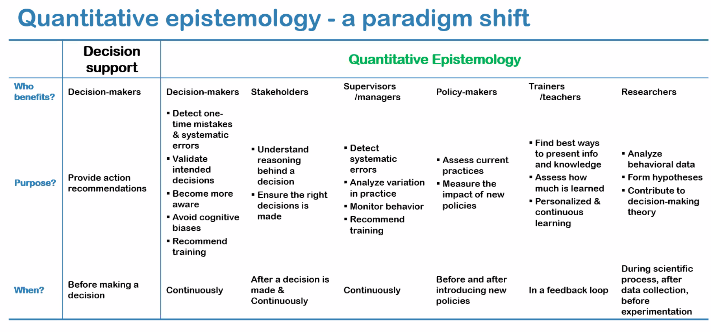 Quantitative epistemology - a paradigm shift
Decision
support
Quantitative Epistemology
Who
benefits?
Decision-makers
Decision-makers
Stakeholders
Supervisors
/managers
Policy-makers
Trainers
/teachers
Researchers
Purpose?
Provide action
recommendations
▪ Detect one-
time mistakes
& systematic
errors
▪ Validate
intended
decisions
▪ Become more
aware
▪ Avoid cognitive
biases
▪ Recommend
training
▪ Understand
reasoning
behind a
decision
▪ Ensure the right
decisions is
made
▪ Detect
systematic
errors
▪ Analyze variation
in practice
▪ Monitor behavior
▪ Recommend
training
▪ Assess current
practices
▪ Measure the
impact of new
policies
▪ Find best ways
to present info
and knowledge
▪ Assess how
much is learned
▪ Personalized &
continuous
learning
▪ Analyze
behavioral data
▪ Form hypotheses
▪ Contribute to
decision-making
theory
When?
Before making a
decision
Continuously
After a decision is
made &
Continuously
Continuously
Before and after
introducing new
policies
In a feedback loop
During scientific
process, after
data collection,
before
experimentation